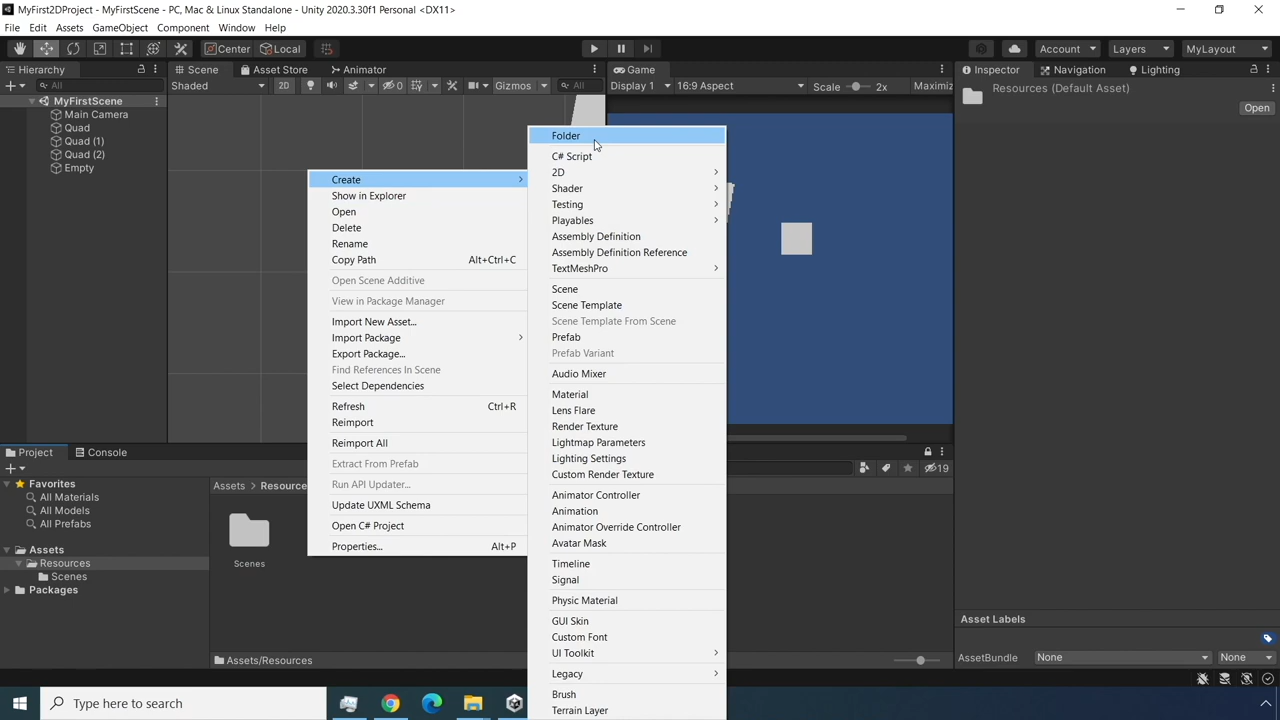 MyFirst2DProject - MyFirstScene - PC, Mac & Linux Standalone - Unity 2020.3.30f1 Personal <DX11>
File Edit Assets GameObject Component Window Help
Center Local Account Layers MyLayout
Hierarchy Scene Asset Store Animator Game Inspector Navigation Lighting
All Shaded 2D 0 Gizmos All Display 1 16:9 Aspect Scale 2x Maximiz
Resources (Default Asset)
Open
MyFirstScene
Main Camera
Quad
Quad (1)
Quad (2)
Empty
Create
Show in Explorer
Open
Delete
Rename
Copy Path Alt+Ctrl+C
Open Scene Additive
View in Package Manager
Import New Asset...
Import Package
Export Package...
Find References In Scene
Select Dependencies
Refresh Ctrl+R
Reimport
Reimport All
Extract From Prefab
Run API Updater...
Update UXML Schema
Open C# Project
Properties... Alt+P
Folder
C# Script
2D
Shader
Testing
Playables
Assembly Definition
Assembly Definition Reference
TextMeshPro
Scene
Scene Template
Scene Template From Scene
Prefab
Prefab Variant
Audio Mixer
Material
Lens Flare
Render Texture
Lightmap Parameters
Lighting Settings
Custom Render Texture
Animator Controller
Animation
Animator Override Controller
Avatar Mask
Timeline
Signal
Physic Material
GUI Skin
Custom Font
UI Toolkit
Legacy
Brush
Terrain Layer
Project Console
19
Favorites
All Materials
All Models
All Prefabs
Assets
Resources
Scenes
Packages
Assets Resource
Scenes
Assets/Resources
Asset Labels
AssetBundle None None
Type here to search